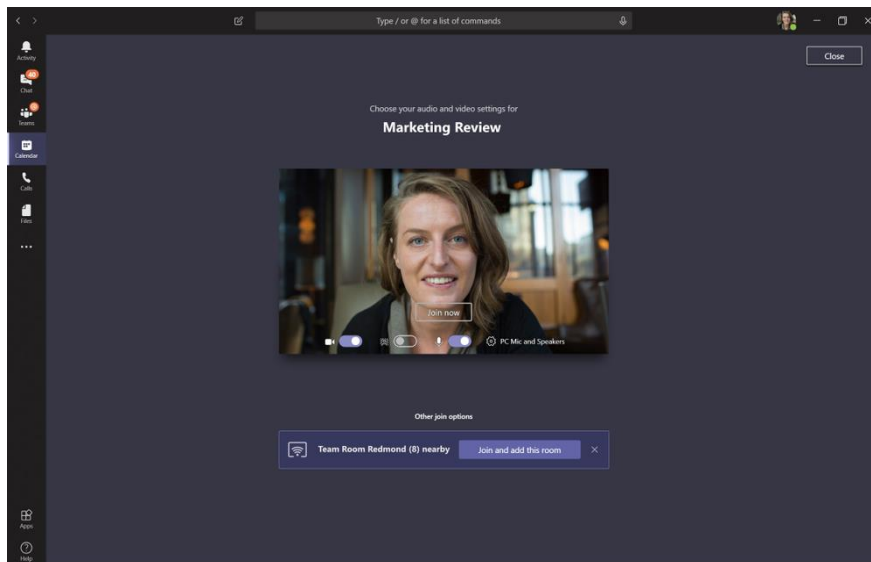 Type / or @ for a list of commands
Activity
40
Chat
Teams
Calendar
Calls
Files
Close
Choose your audio and video settings for
Marketing Review
Join now
PC Mic and Speakers
Other join options
Team Room Redmond (8) nearby
Join and add this room
Apps
Help